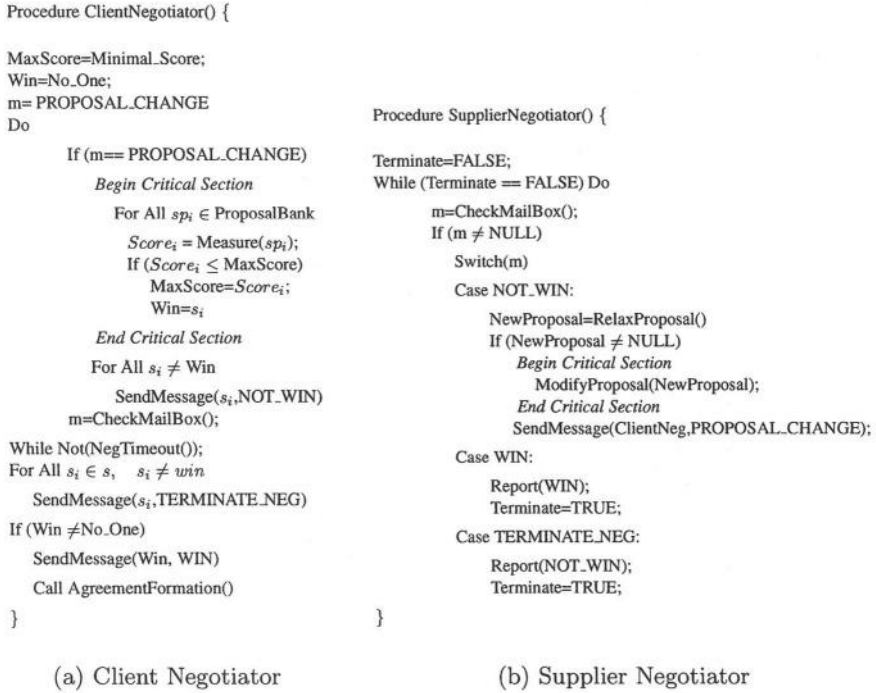 Procedure ClientNegotiator() {
MaxScore=Minimal_Score;
Win=No_One;
m= PROPOSAL_CHANGE
Do
If (m== PROPOSAL_CHANGE)
Begin Critical Section
For All sp_i ∈ ProposalBank
Score_i = Measure(sp_i);
If (Score_i ≤ MaxScore)
MaxScore=Score_i;
Win=s_i
End Critical Section
For All s_i ≠ Win
SendMessage(s_i,NOT_WIN)
m=CheckMailBox();
While Not(NegTimeout());
For All s_i ∈ s, s_i ≠ win
SendMessage(s_i,TERMINATE_NEG)
If (Win ≠No_One)
SendMessage(Win, WIN)
Call AgreementFormation()
}
(a) Client Negotiator
Procedure SupplierNegotiator() {
Terminate=FALSE;
While (Terminate == FALSE) Do
m=CheckMailBox();
If (m ≠ NULL)
Switch(m)
Case NOT_WIN:
NewProposal=RelaxProposal()
If (NewProposal ≠ NULL)
Begin Critical Section
ModifyProposal(NewProposal);
End Critical Section
SendMessage(ClientNeg,PROPOSAL_CHANGE);
Case WIN:
Report(WIN);
Terminate=TRUE;
Case TERMINATE_NEG:
Report(NOT_WIN);
Terminate=TRUE;
}
(b) Supplier Negotiator